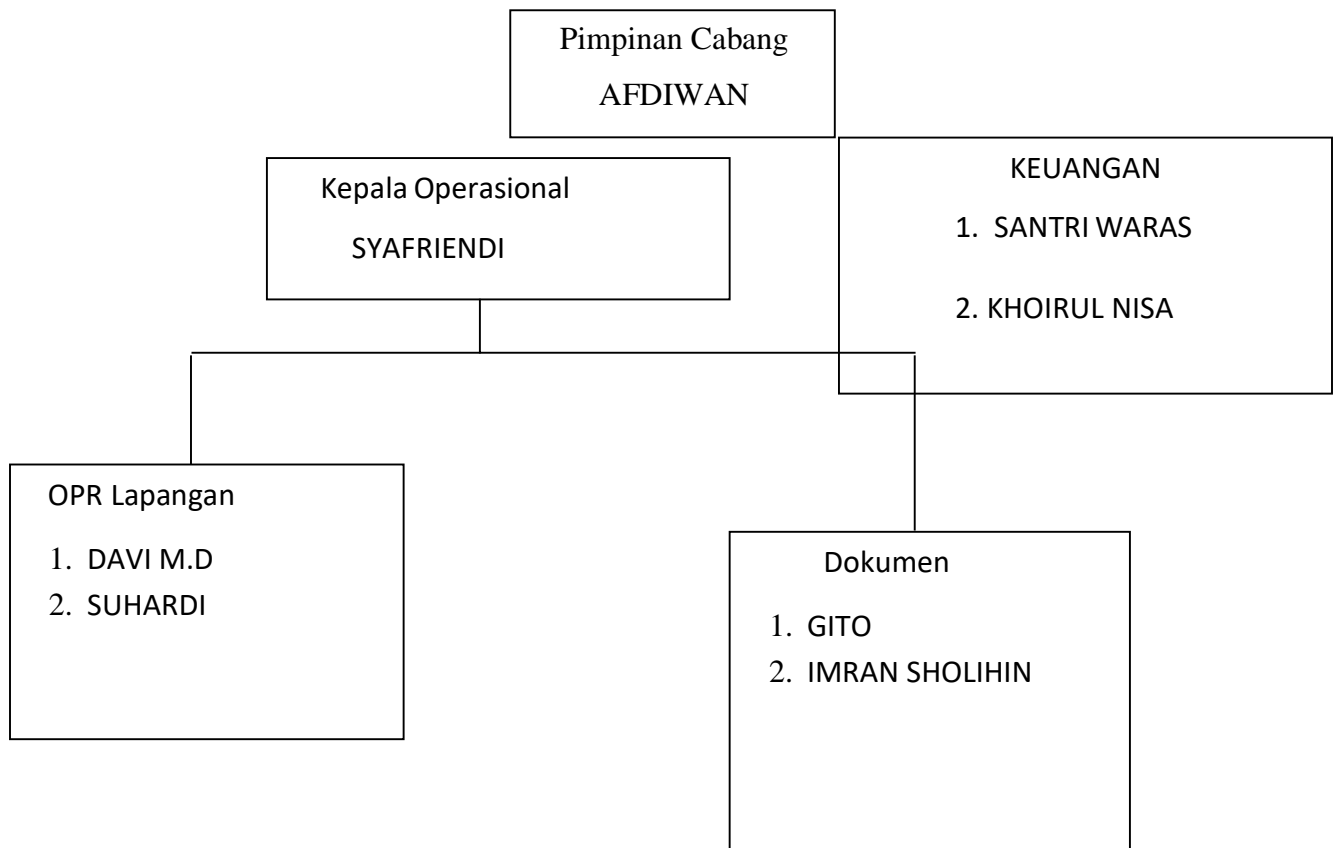 Pimpinan Cabang
AFDIWAN
Kepala Operasional
SYAFRIENDI
KEUANGAN
1. SANTRI WARAS
2. KHOIRUL NISA
OPR Lapangan
1. DAVI M.D
2. SUHARDI
Dokumen
1. GITO
2. IMRAN SHOLIHIN